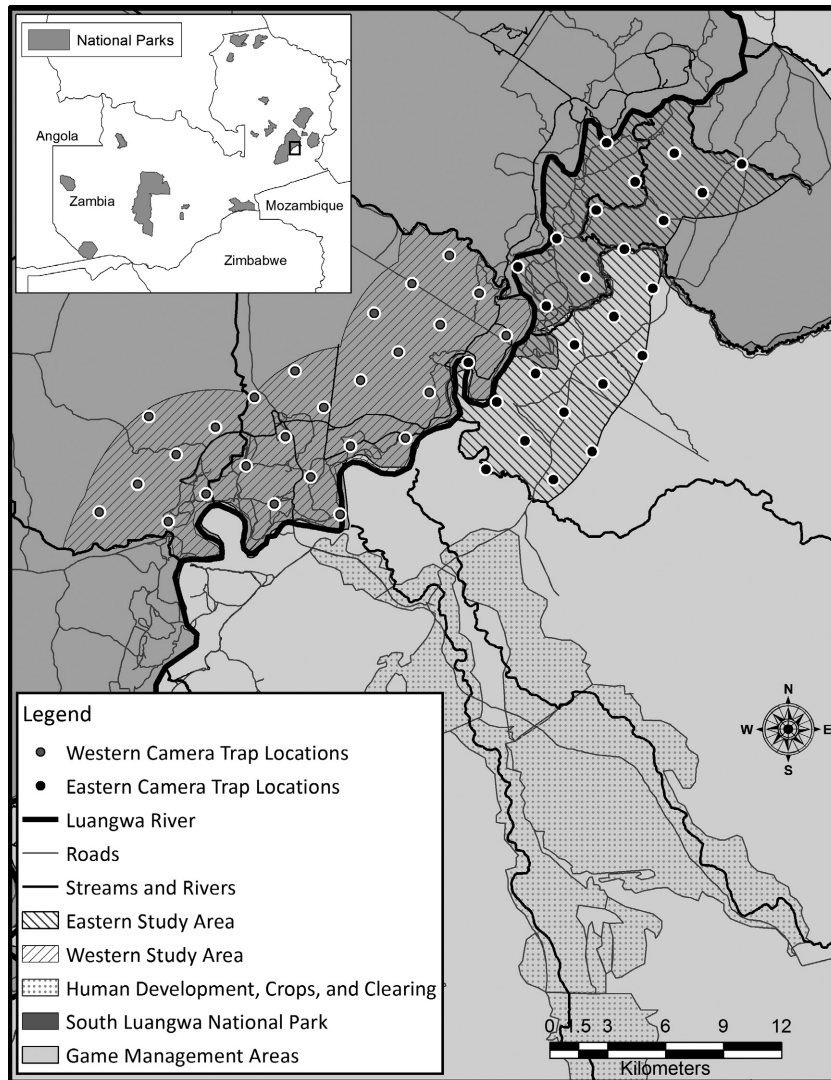 National Parks
Angola
Zambia
Mozambique
Zimbabwe
N
W E
S
Legend
Western Camera Trap Locations
Eastern Camera Trap Locations
Luangwa River
Roads
Streams and Rivers
Eastern Study Area
Western Study Area
Human Development, Crops, and Clearing
South Luangwa National Park
Game Management Areas
0 1.5 3 6 9 12
Kilometers